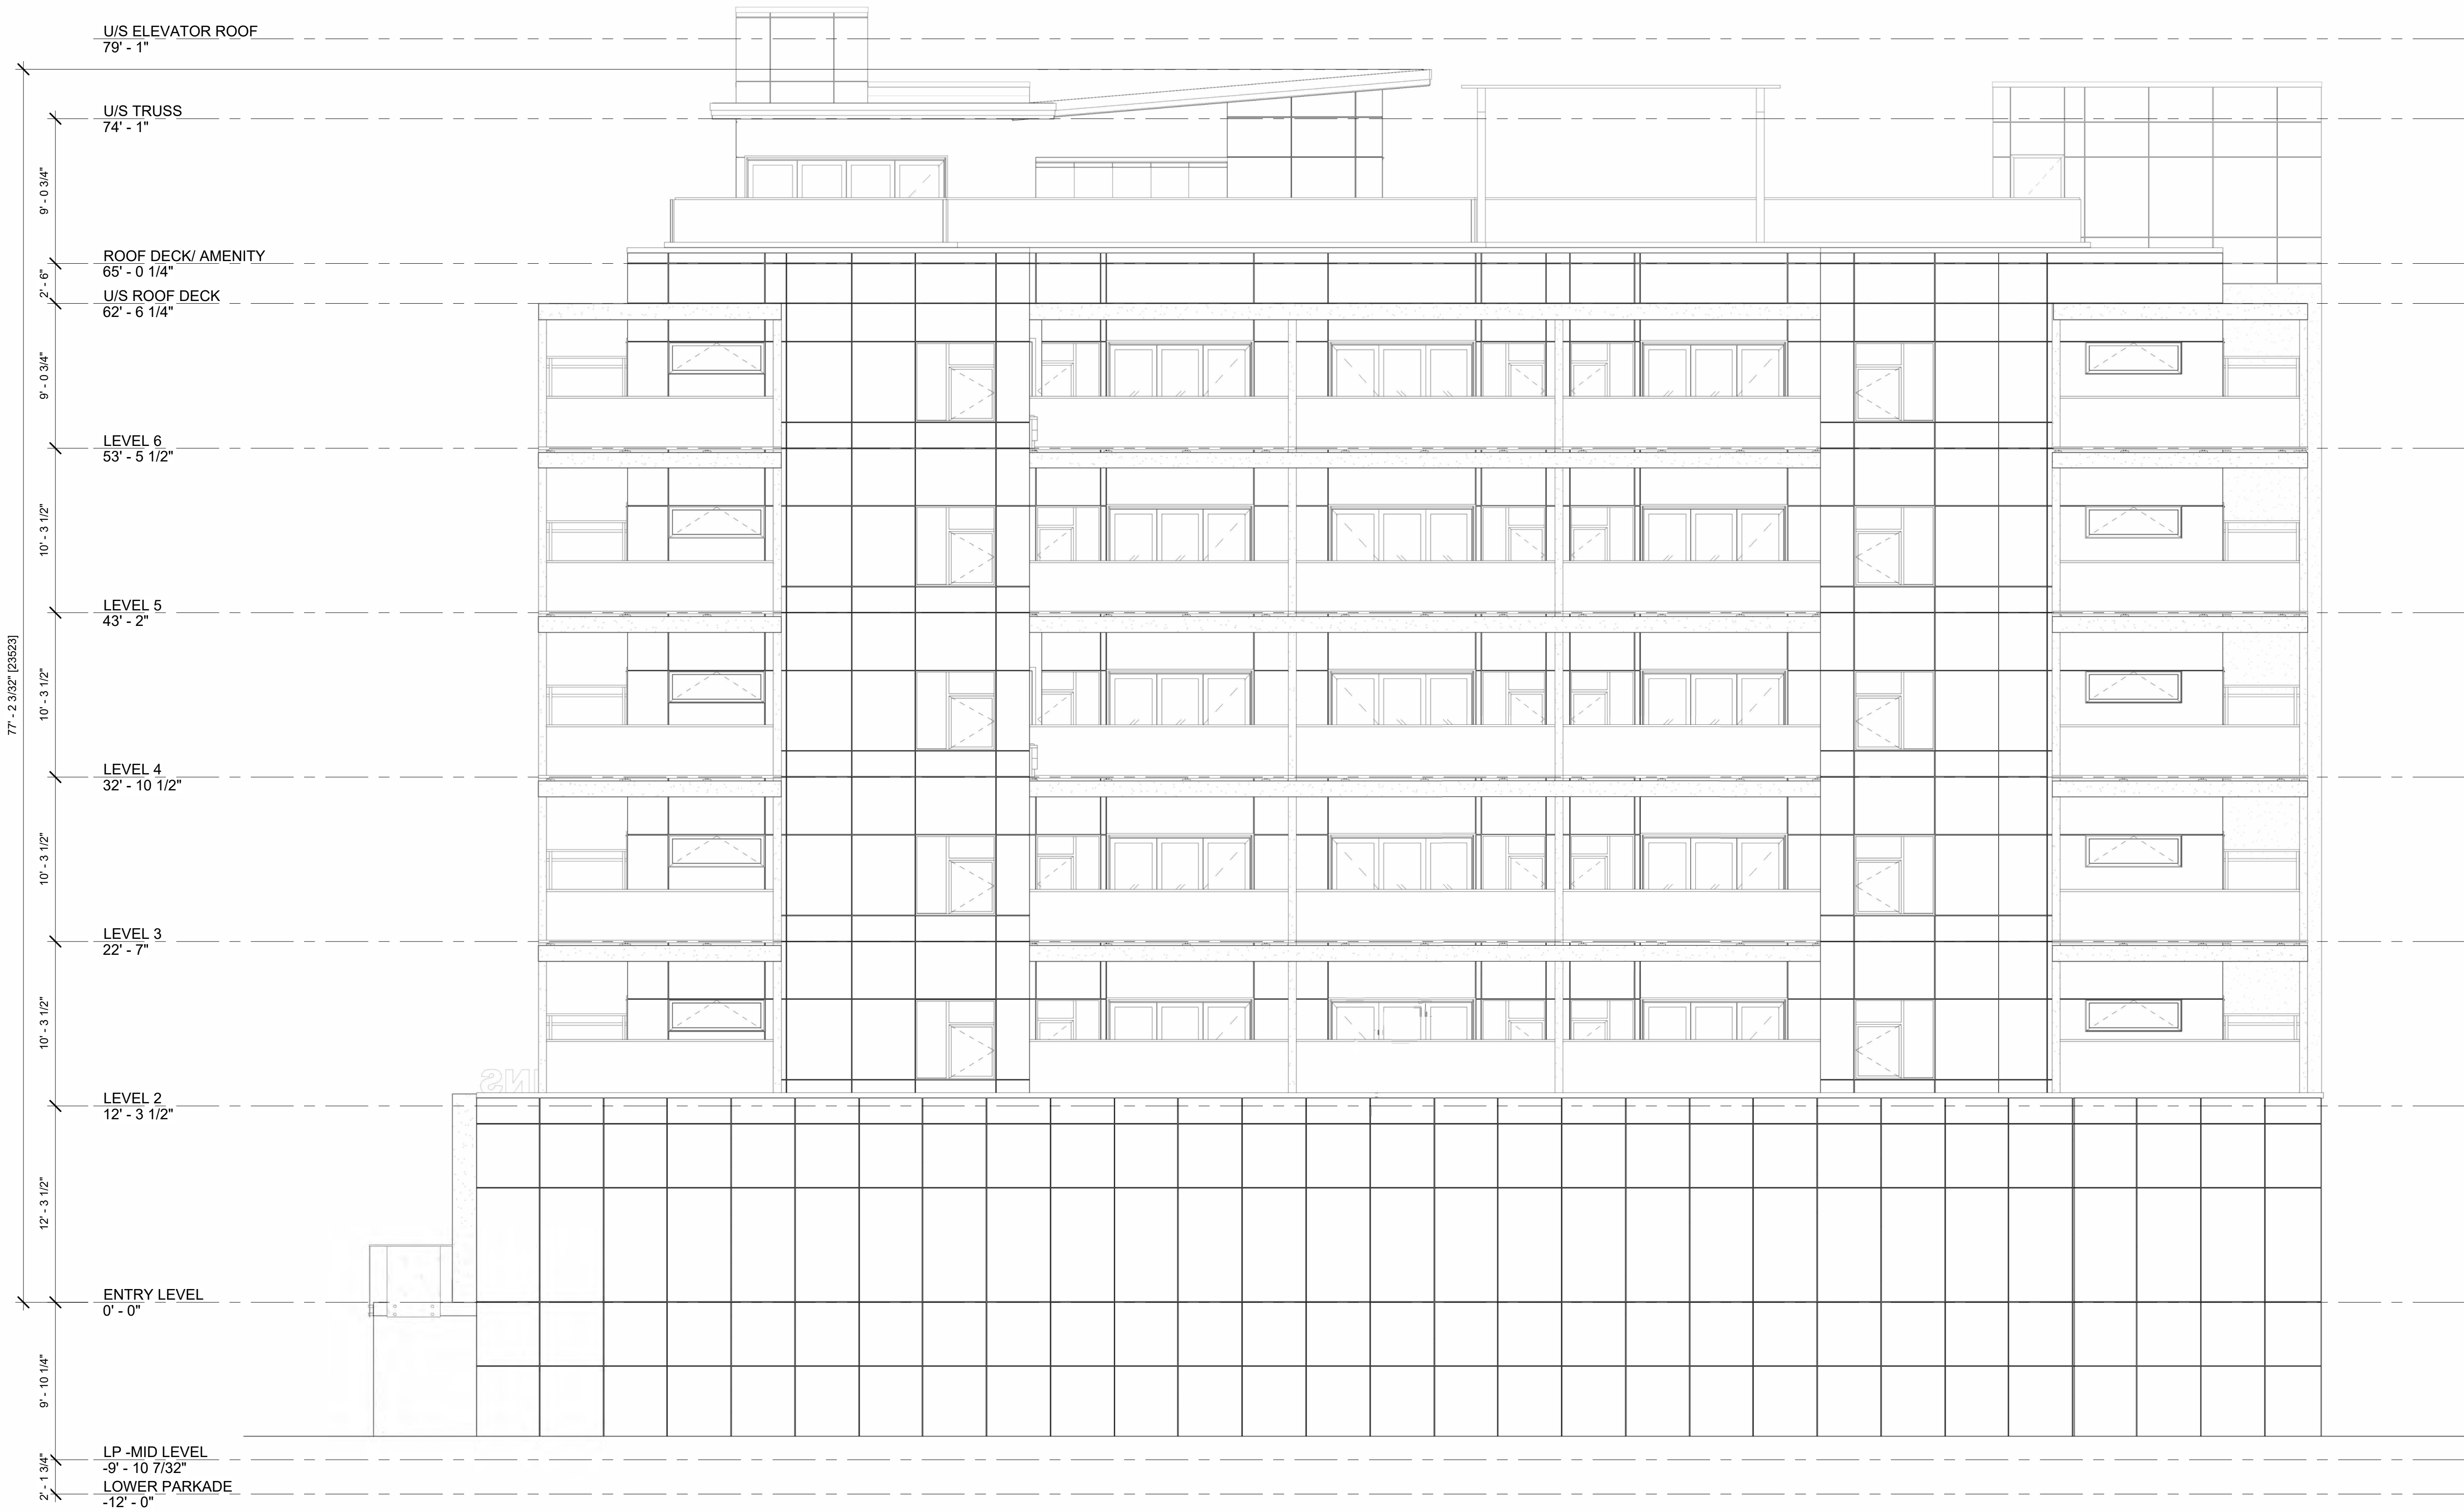 U/S ELEVATOR ROOF
79' - 1"
U/S TRUSS
74' - 1"
9' - 0 3/4"
ROOF DECK/ AMENITY
65' - 0 1/4"
2' - 6"
U/S ROOF DECK
62' - 6 1/4"
9' - 0 3/4"
LEVEL 6
53' - 5 1/2"
10' - 3 1/2"
LEVEL 5
43' - 2"
77' - 2 3/32" [23523]
10' - 3 1/2"
LEVEL 4
32' - 10 1/2"
10' - 3 1/2"
LEVEL 3
22' - 7"
10' - 3 1/2"
LEVEL 2
12' - 3 1/2"
12' - 3 1/2"
ENTRY LEVEL
0' - 0"
9' - 10 1/4"
LP -MID LEVEL
-9' - 10 7/32"
2' - 1 3/4"
LOWER PARKADE
-12' - 0"